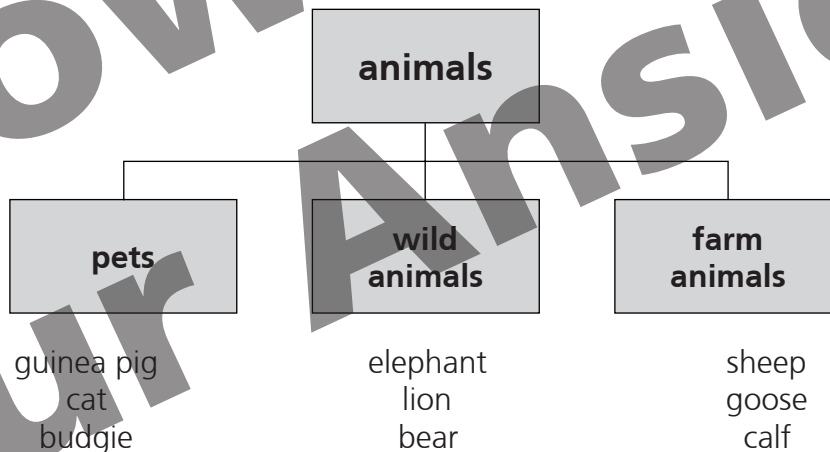 animals
pets
wild
animals
farm
animals
guinea pig
cat
budgie
elephant
lion
bear
sheep
goose
calf